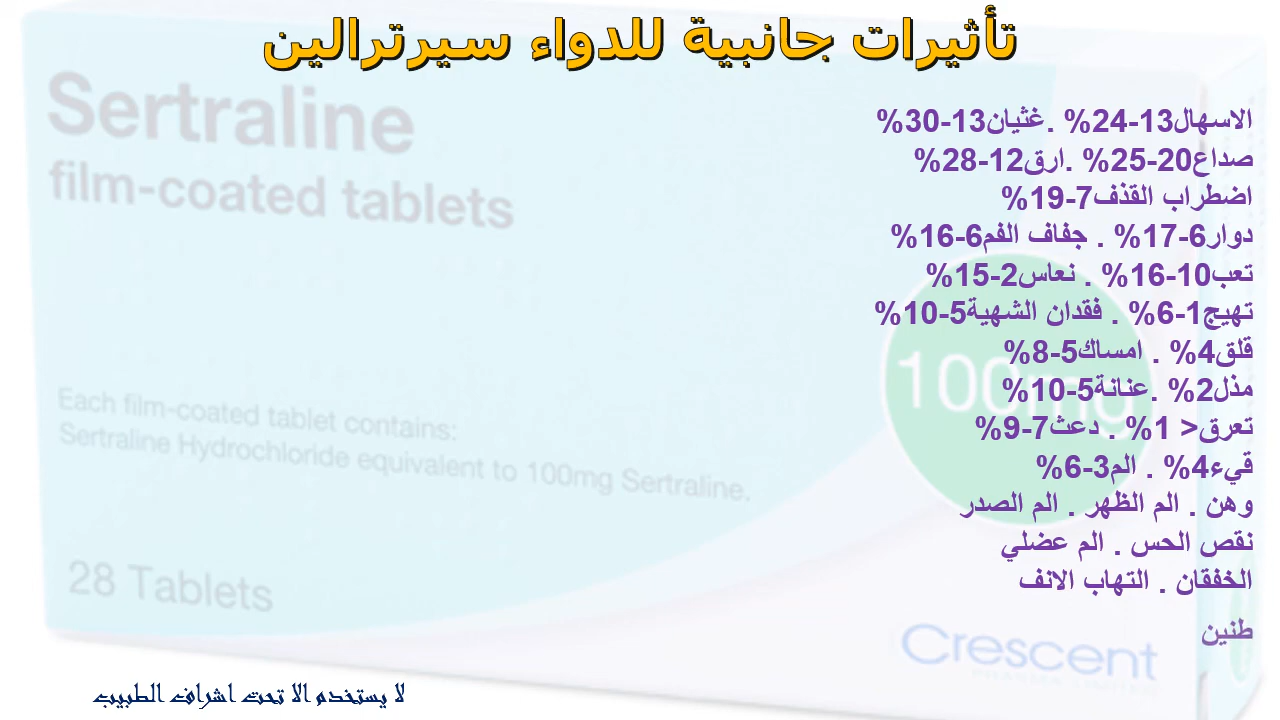 تأثيرات جانبية للدواء سيرترالين
الاسهال13-24% .غثيان13-30%
صداع20-25% .ارق12-28%
اضطراب القذف7-19%
دوار6-17% . جفاف الفم6-16%
تعب10-16% . نعاس2-15%
تهيج1-6% . فقدان الشهية5-10%
قلق4% . امساك5-8%
مذل2% .عنانة5-10%
تعرق< 1% . دعث7-9%
قيء4% . الم3-6%
وهن . الم الظهر . الم الصدر
نقص الحس . الم عضلي
الخفقان . التهاب الانف
طنين
Sertraline
film-coated tablets
100mg
Each film-coated tablet contains:
Sertraline Hydrochloride equivalent to 100mg Sertraline.
28 Tablets
Crescent
لا يستخدم الا تحت اشراف الطبيب